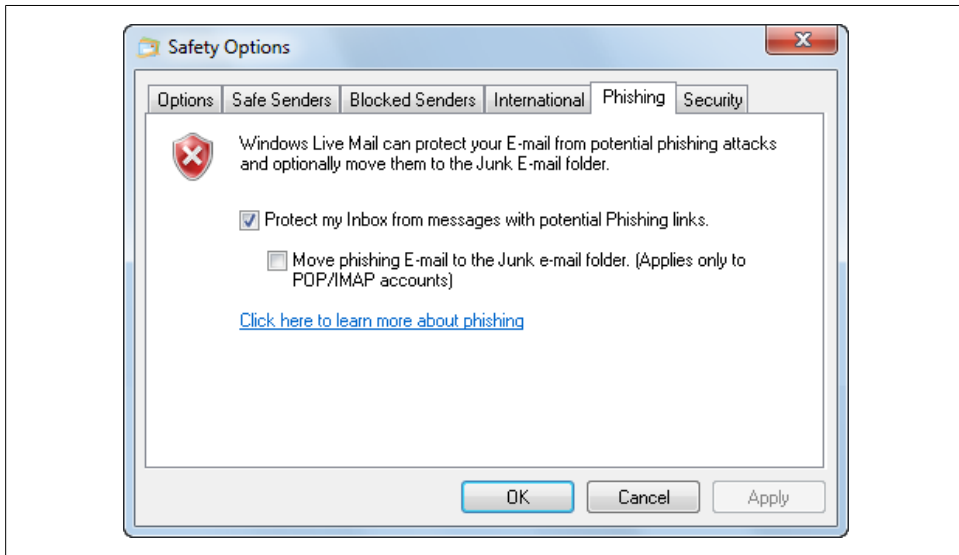 Safety Options
Options Safe Senders Blocked Senders International Phishing Security
Windows Live Mail can protect your E-mail from potential phishing attacks
and optionally move them to the Junk E-mail folder.
Protect my Inbox from messages with potential Phishing links.
Move phishing E-mail to the Junk e-mail folder. (Applies only to
POP/IMAP accounts)
Click here to learn more about phishing
OK Cancel Apply